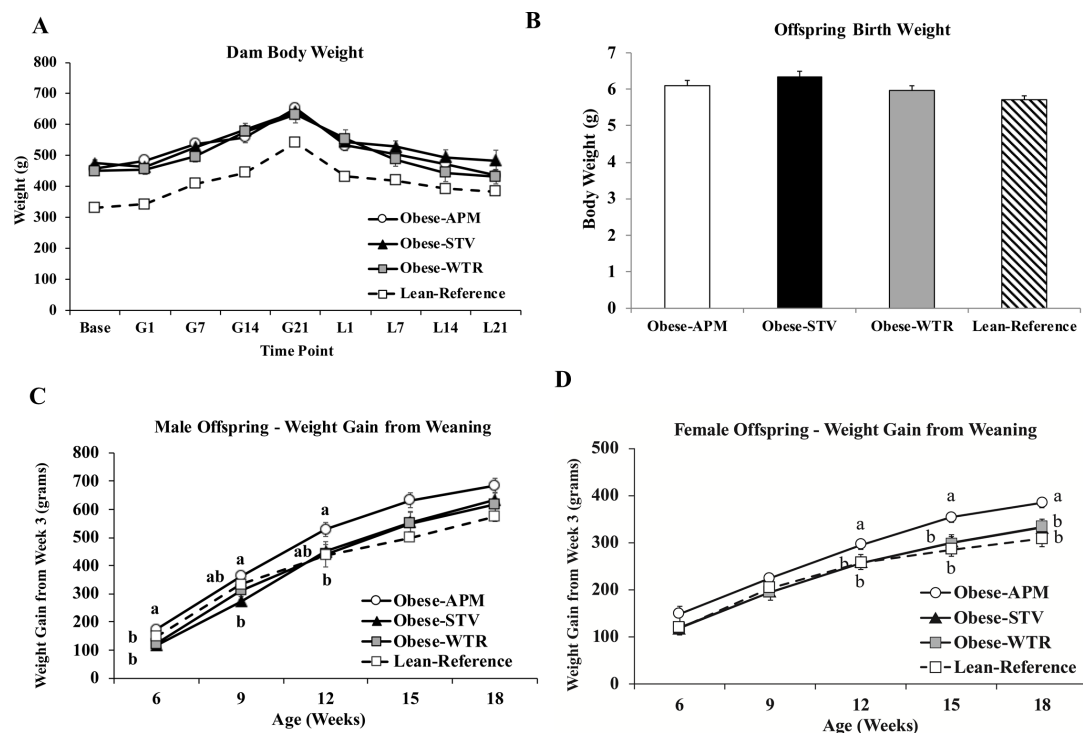 A
Dam Body Weight
800
700
600
500
400
300
200
100
0
Weight (g)
Base G1 G7 G14 G21 L1 L7 L14 L21
Time Point
Obese-APM
Obese-STV
Obese-WTR
Lean-Reference
B
Offspring Birth Weight
7
6
5
4
3
2
1
0
Body Weight (g)
Obese-APM Obese-STV Obese-WTR Lean-Reference
C
Male Offspring - Weight Gain from Weaning
800
700
600
500
400
300
200
100
0
Weight Gain from Week 3 (grams)
a
a
a
ab
ab
b
b
b
b
6 9 12 15 18
Age (Weeks)
Obese-APM
Obese-STV
Obese-WTR
Lean-Reference
D
Female Offspring - Weight Gain from Weaning
500
400
300
200
100
0
Weight Gain from Week 3 (grams)
a
a
a
b
b
b
b
b
b
6 9 12 15 18
Age (Weeks)
Obese-APM
Obese-STV
Obese-WTR
Lean-Reference